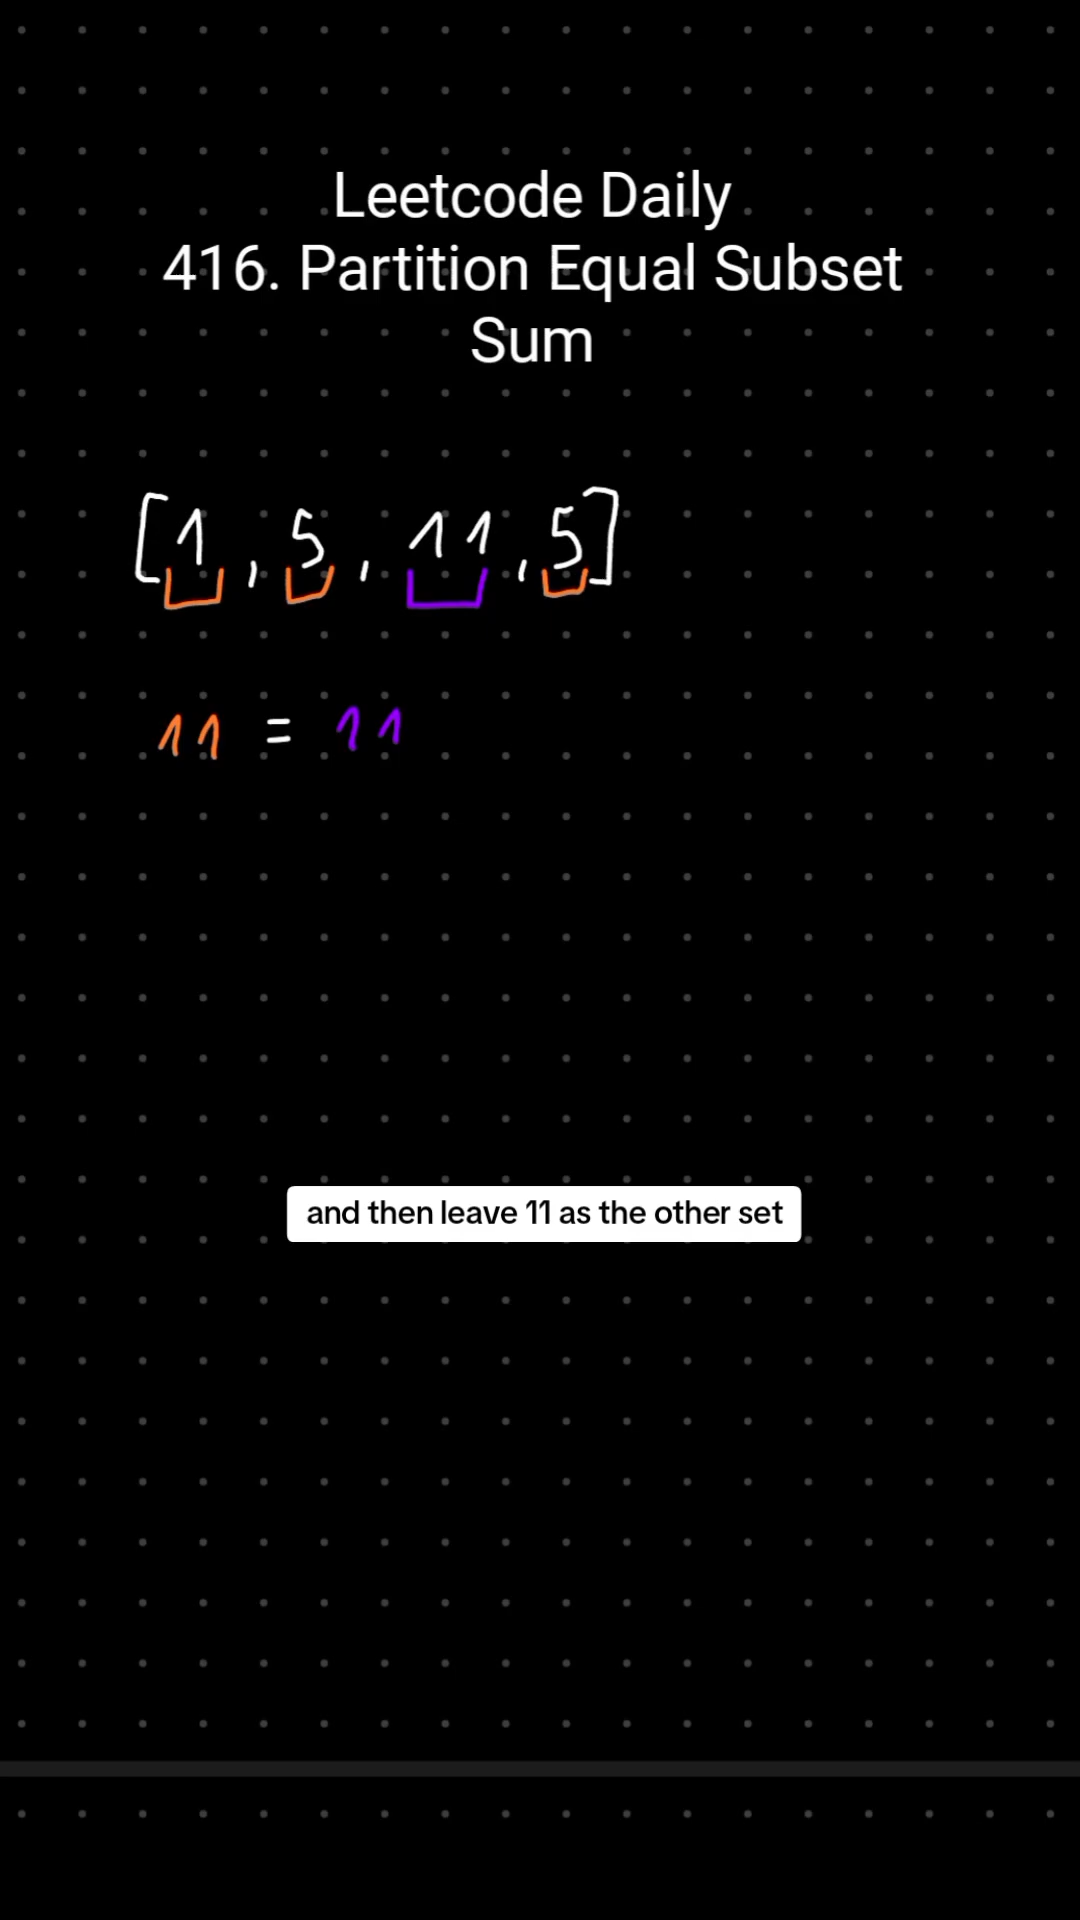 Leetcode Daily
416. Partition Equal Subset
Sum
[1, 5, 11, 5]
11 = 11
and then leave 11 as the other set